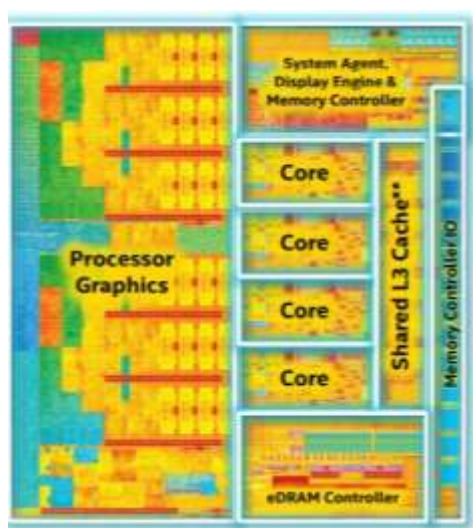 System Agent,
Display Engine &
Memory Controller
Core
Core
Core
Core
Processor
Graphics
Shared L3 Cache**
Memory Controller IO
eDRAM Controller